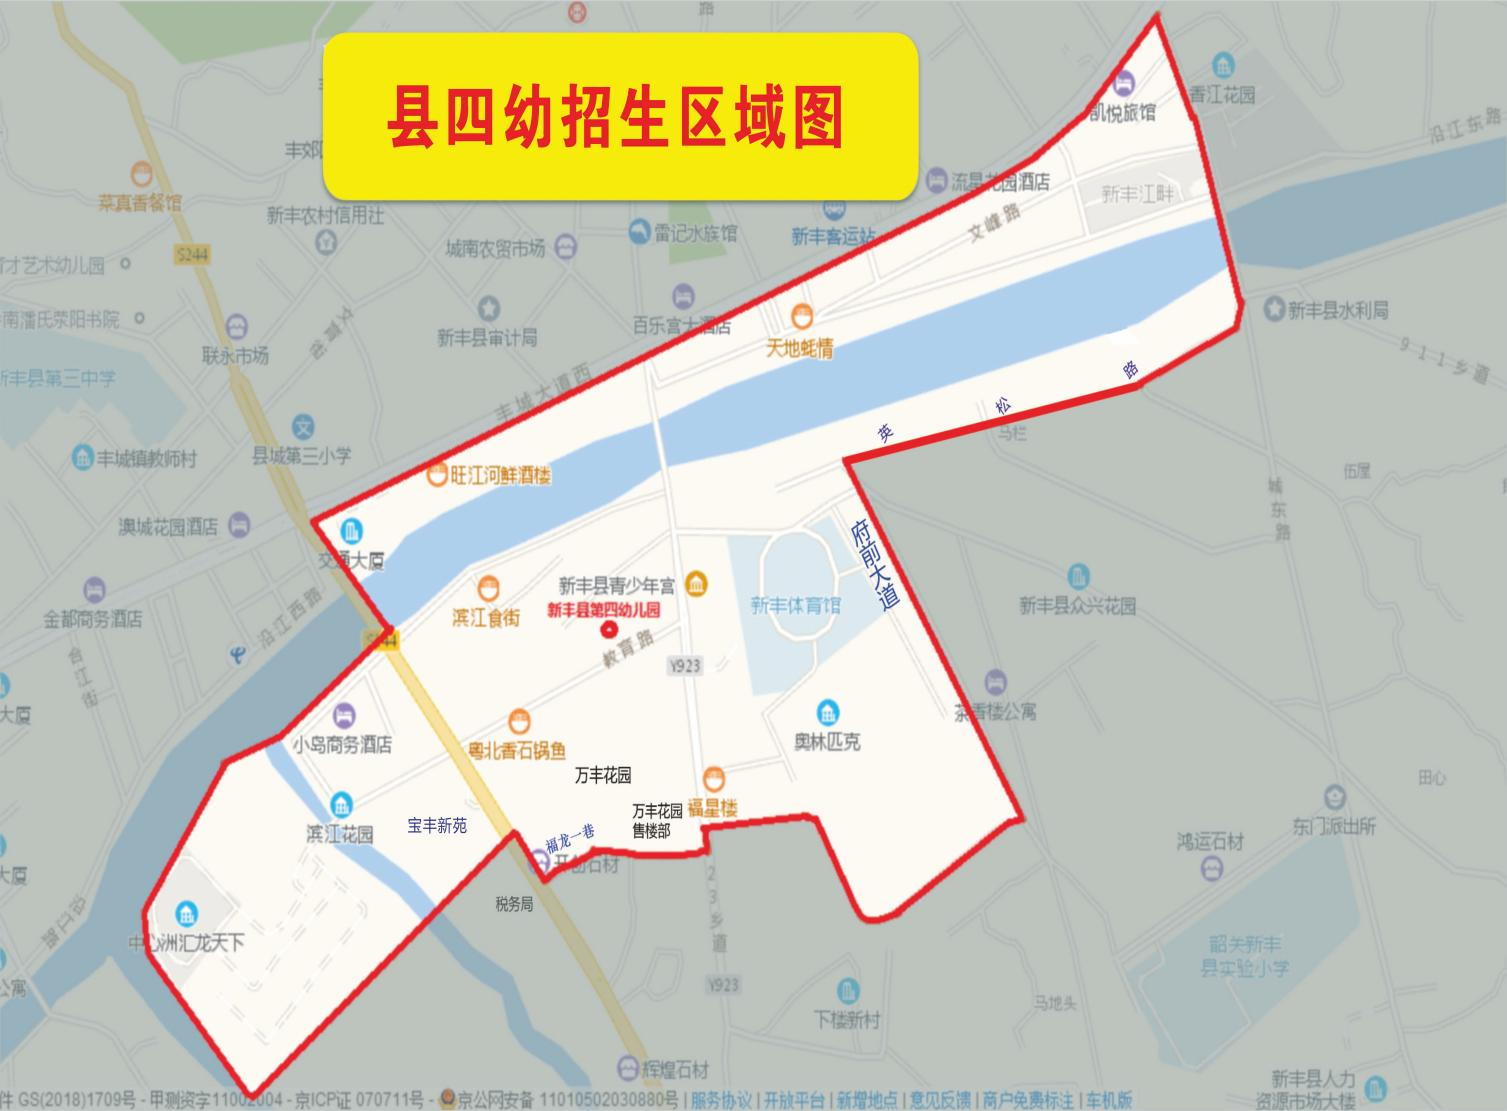 县四幼招生区域图
路
凯悦旅馆
香江花园
沿江东路
丰郊
菜真香餐馆
新丰农村信用社
流星花园酒店
新丰江畔
文峰路
新丰客运站
雷记水族馆
城南农贸市场
S244
育才艺术幼儿园
南潘氏荥阳书院
百乐宫大酒店
新丰县审计局
新丰县水利局
天地蚝情
联永市场
文育街
911乡道
新丰县第三中学
丰城大道西
英松路
马栏
丰城镇教师村
县城第三小学
旺江河鲜酒楼
伍屋
城东路
澳城花园酒店
交通大厦
府前大道
金都商务酒店
沿江西路
滨江食街
新丰县青少年宫
新丰县第四幼儿园
新丰体育馆
新丰县众兴花园
S244
教育路
Y923
合江街
大厦
小岛商务酒店
粤北香石锅鱼
奥林匹克
茶香楼公寓
万丰花园
万丰花园
售楼部
福星楼
田心
滨江花园
宝丰新苑
福龙一巷
开创石材
东门派出所
鸿运石材
大厦
税务局
23乡道
沿江路
中心洲汇龙天下
韶关新丰
县实验小学
公寓
Y923
马地头
下楼新村
辉煌石材
新丰县人力
资源市场大楼
件 GS(2018)1709号 - 甲测资字11002004 - 京ICP证 070711号 - 京公网安备 11010502030880号 | 服务协议 | 开放平台 | 新增地点 | 意见反馈 | 商户免费标注 | 车机版